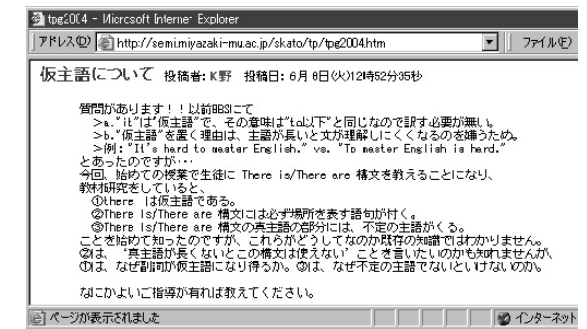 tpg2004 - Microsoft Internet Explorer
アドレス(D) http://semi.miyazaki-mu.ac.jp/skato/tp/tpg2004.htm ファイル(F)
仮主語について 投稿者:K野 投稿日:6月 8日(火)12時52分35秒
質問があります!!以前BBSにて
>a."it"は"仮主語"で、その意味は"to以下"と同じなので訳す必要が無い。
>b."仮主語"を置く理由は、主語が長いと文が理解しにくくなるのを嫌うため。
>(例:"It's hard to master English." vs. "To master English is hard."
とあったのですが・・・
今回、始めての授業で生徒に There is/There are 構文を教えることになり、
教材研究をしていると、
①there は仮主語である。
②There is/There are 構文には必ず場所を表す語句が付く。
③There is/There are 構文の真主語の部分には、不定の主語がくる。
ことを始めて知ったのですが、これらがどうしてなのか既存の知識ではわかりません。
②は、'真主語が長くないとこの構文は使えない' ことを言いたいのかも知れませんが、
①は、なぜ副詞が仮主語になり得るか。③は、なぜ不定の主語でないといけないのか。
なにかよいご指導が有れば教えてください。
ページが表示されました インターネット